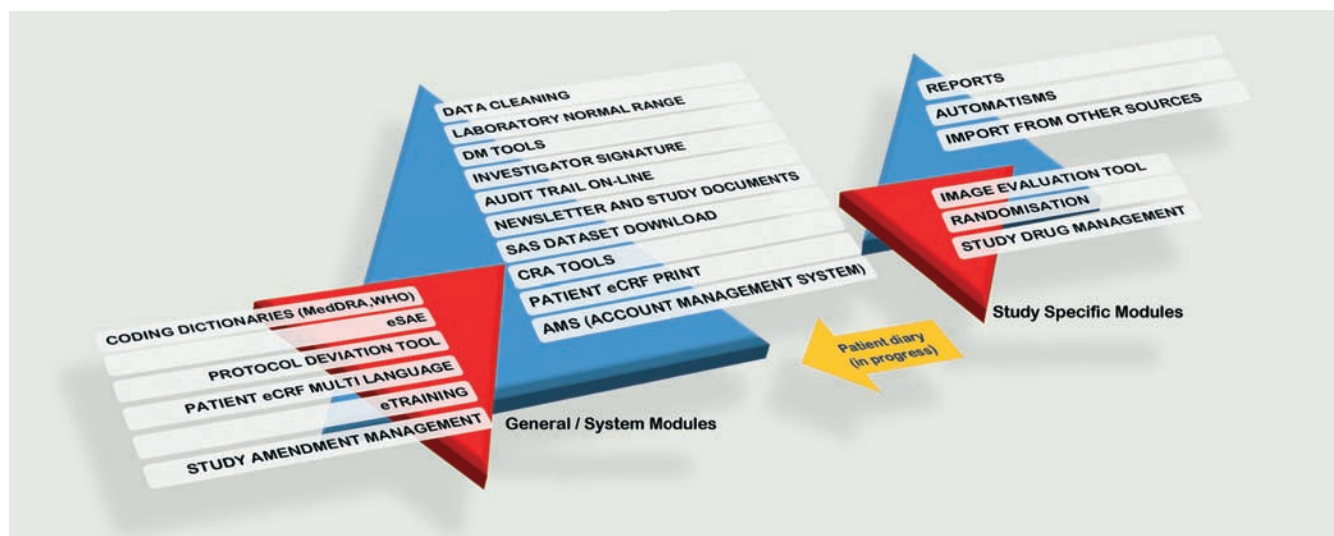 DATA CLEANING
LABORATORY NORMAL RANGE
DM TOOLS
INVESTIGATOR SIGNATURE
AUDIT TRAIL ON-LINE
NEWSLETTER AND STUDY DOCUMENTS
SAS DATASET DOWNLOAD
CRA TOOLS
PATIENT eCRF PRINT
AMS (ACCOUNT MANAGEMENT SYSTEM)
CODING DICTIONARIES (MedDRA,WHO)
eSAE
PROTOCOL DEVIATION TOOL
PATIENT eCRF MULTI LANGUAGE
eTRAINING
STUDY AMENDMENT MANAGEMENT
General / System Modules
REPORTS
AUTOMATISMS
IMPORT FROM OTHER SOURCES
IMAGE EVALUATION TOOL
RANDOMISATION
STUDY DRUG MANAGEMENT
Study Specific Modules
Patient diary
(in progress)